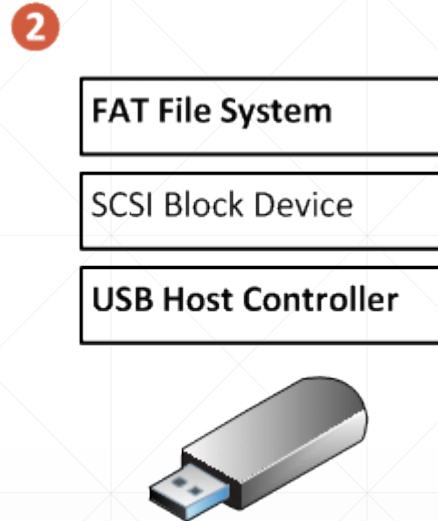 2
FAT File System
SCSI Block Device
USB Host Controller